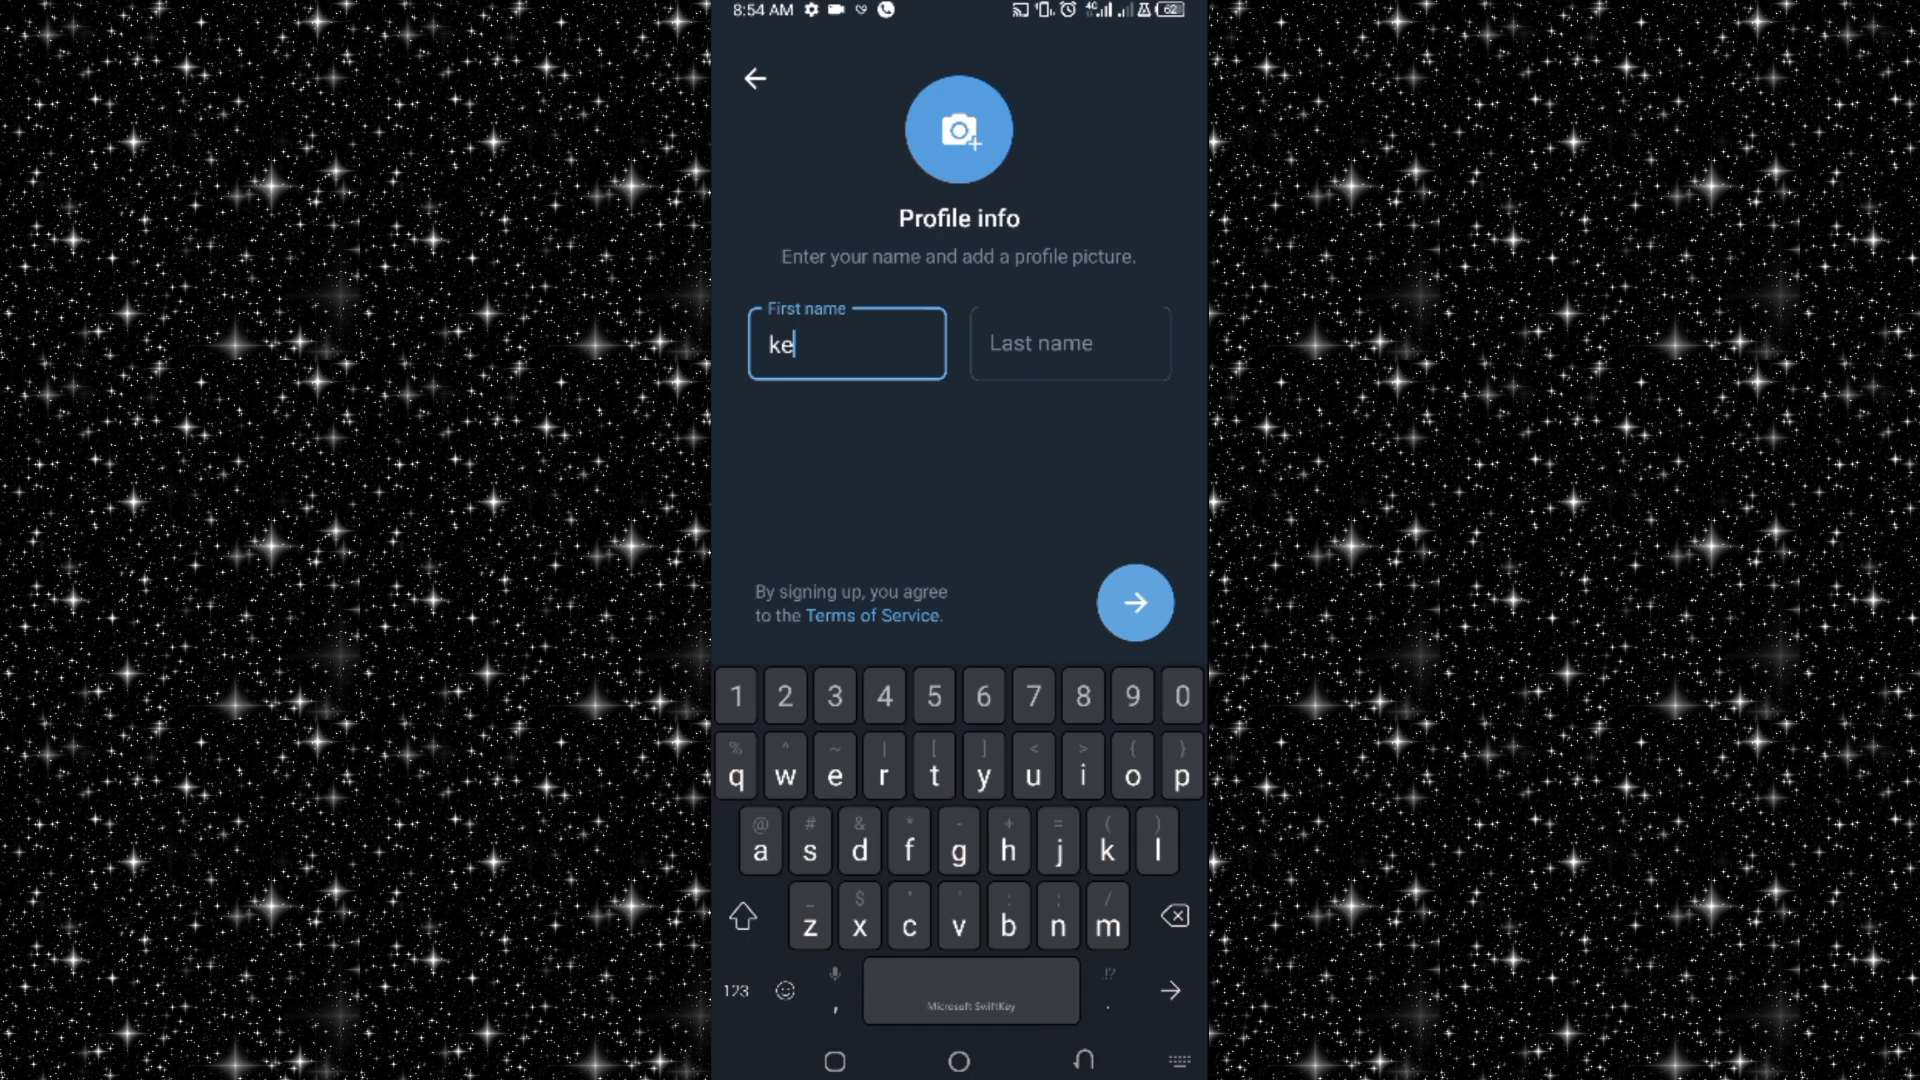 8:54 AM
4G
62
Profile info
Enter your name and add a profile picture.
First name
ke
Last name
By signing up, you agree
to the Terms of Service.
1 2 3 4 5 6 7 8 9 0
% ^ ~ | [ ] < > { }
q w e r t y u i o p
@ # & * - + = ( )
a s d f g h j k l
_ $ " ' : ; /
z x c v b n m
!?
123 , Microsoft SwiftKey .